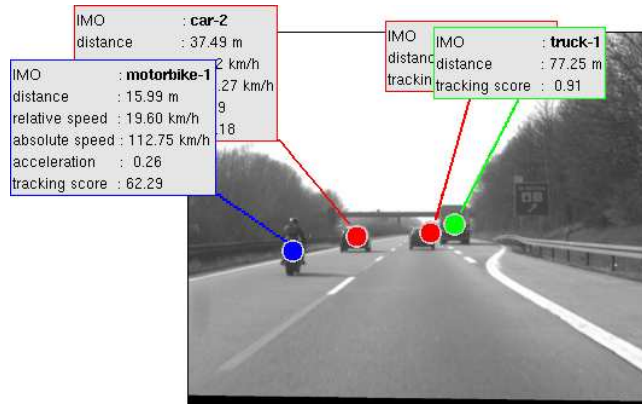 IMO : car-2
distance : 37.49 m
2 km/h
.27 km/h
9
.18
IMO : motorbike-1
distance : 15.99 m
relative speed : 19.60 km/h
absolute speed : 112.75 km/h
acceleration : 0.26
tracking score : 62.29
IMO
distanc
tracking
IMO : truck-1
distance : 77.25 m
tracking score : 0.91